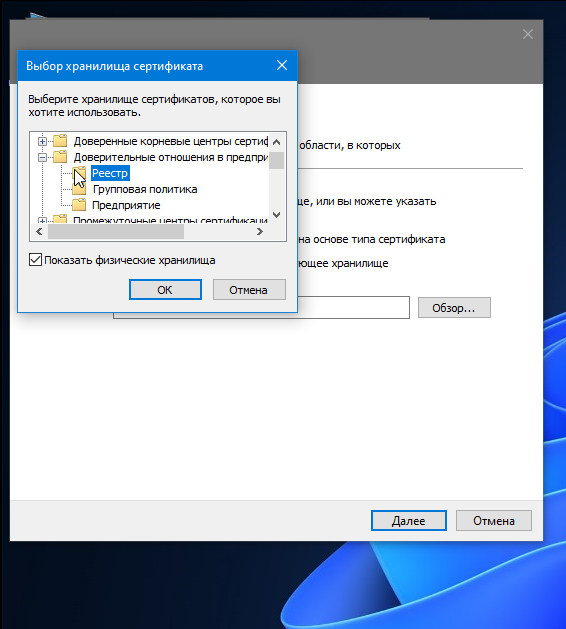 Выбор хранилища сертификата
Выберите хранилище сертификатов, которое вы
хотите использовать.
Доверенные корневые центры сертиф
Доверительные отношения в предпри
Реестр
Групповая политика
Предприятие
Промежуточные центры сертификаци
Показать физические хранилища
ОК
Отмена
области, в которых
ще, или вы можете указать
на основе типа сертификата
ющее хранилище
Обзор...
Далее
Отмена